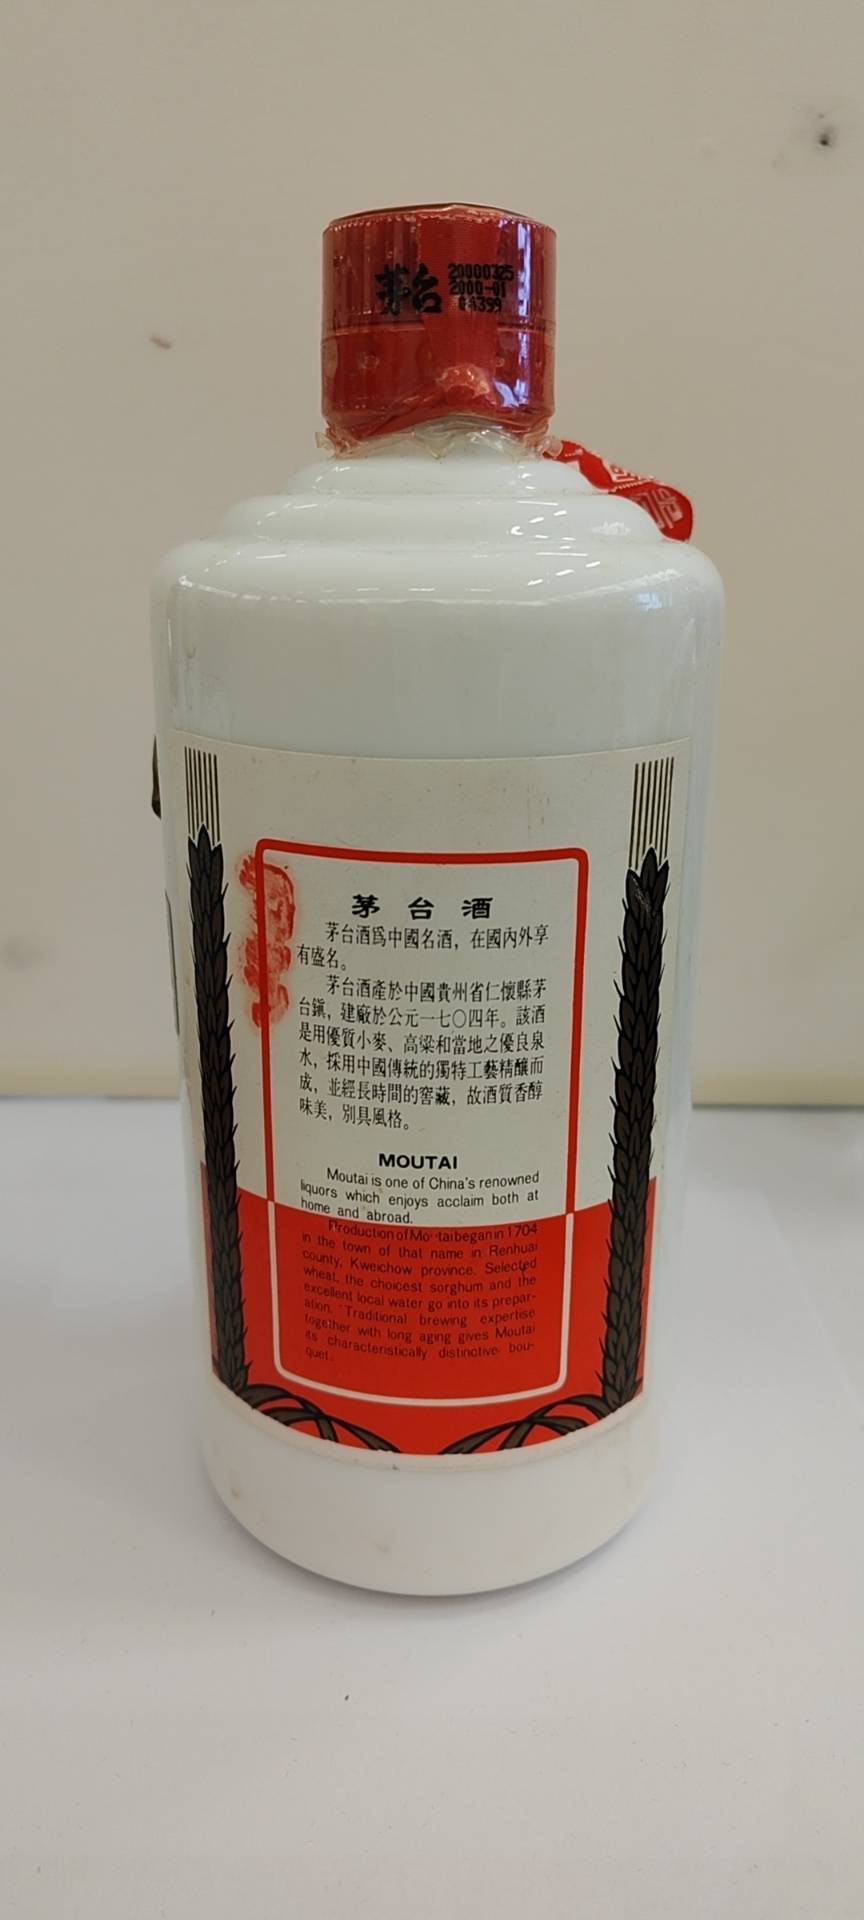 茅台
20000325
2000-01
茅台酒
茅台酒爲中國名酒，在國內外享
有盛名。
茅台酒產於中國貴州省仁懷縣茅
台鎮，建廠於公元一七〇四年。該酒
是用優質小麥、高粱和當地之優良泉
水，採用中國傳統的獨特工藝精釀而
成，並經長時間的窖藏，故酒質香醇
味美，別具風格。
MOUTAI
Moutai is one of China's renowned
liquors which enjoys acclaim both at
home and abroad.
Production of Moutai began in 1704
in the town of that name in Renhuai
county, Kweichow province. Selected
wheat, the choicest sorghum and the
excellent local water go into its prepar-
ation. Traditional brewing expertise
together with long aging gives Moutai
its characteristically distinctive bou-
quet.